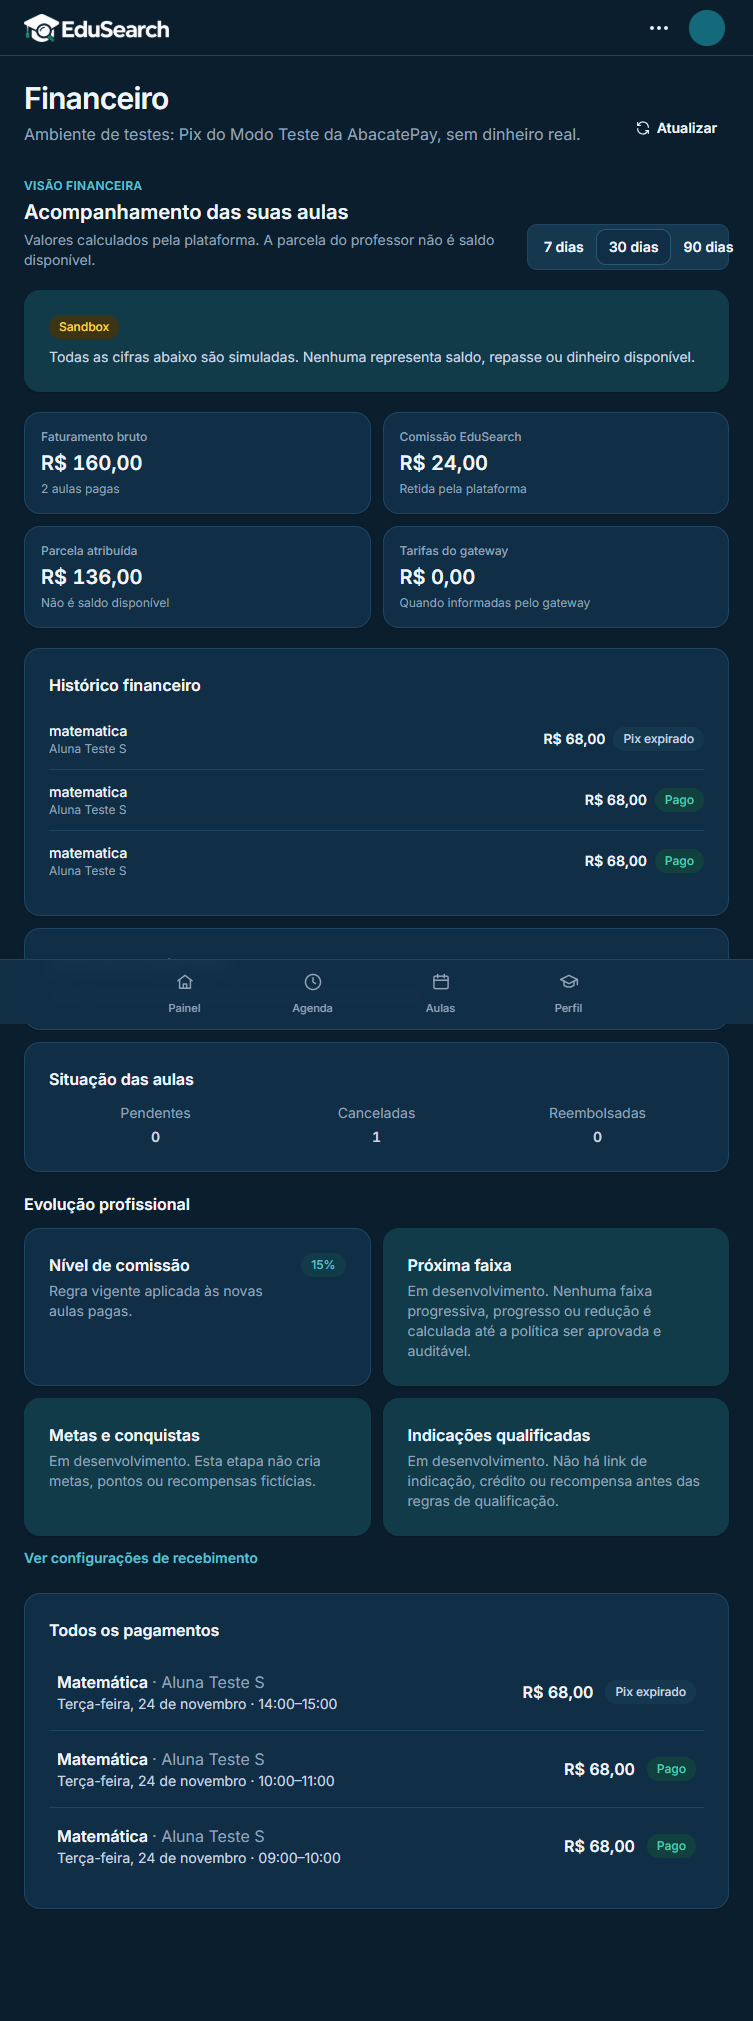 EduSearch
Financeiro
Ambiente de testes: Pix do Modo Teste da AbacatePay, sem dinheiro real.
Atualizar
VISÃO FINANCEIRA
Acompanhamento das suas aulas
Valores calculados pela plataforma. A parcela do professor não é saldo
disponível.
7 dias
30 dias
90 dias
Sandbox
Todas as cifras abaixo são simuladas. Nenhuma representa saldo, repasse ou dinheiro disponível.
Faturamento bruto
R$ 160,00
2 aulas pagas
Comissão EduSearch
R$ 24,00
Retida pela plataforma
Parcela atribuída
R$ 136,00
Não é saldo disponível
Tarifas do gateway
R$ 0,00
Quando informadas pelo gateway
Histórico financeiro
matematica
Aluna Teste S
R$ 68,00 Pix expirado
matematica
Aluna Teste S
R$ 68,00 Pago
matematica
Aluna Teste S
R$ 68,00 Pago
Painel
Agenda
Aulas
Perfil
Situação das aulas
Pendentes
0
Canceladas
1
Reembolsadas
0
Evolução profissional
Nível de comissão
15%
Regra vigente aplicada às novas
aulas pagas.
Próxima faixa
Em desenvolvimento. Nenhuma faixa
progressiva, progresso ou redução é
calculada até a política ser aprovada e
auditável.
Metas e conquistas
Em desenvolvimento. Esta etapa não cria
metas, pontos ou recompensas fictícias.
Indicações qualificadas
Em desenvolvimento. Não há link de
indicação, crédito ou recompensa antes das
regras de qualificação.
Ver configurações de recebimento
Todos os pagamentos
Matemática · Aluna Teste S
Terça-feira, 24 de novembro · 14:00–15:00
R$ 68,00 Pix expirado
Matemática · Aluna Teste S
Terça-feira, 24 de novembro · 10:00–11:00
R$ 68,00 Pago
Matemática · Aluna Teste S
Terça-feira, 24 de novembro · 09:00–10:00
R$ 68,00 Pago